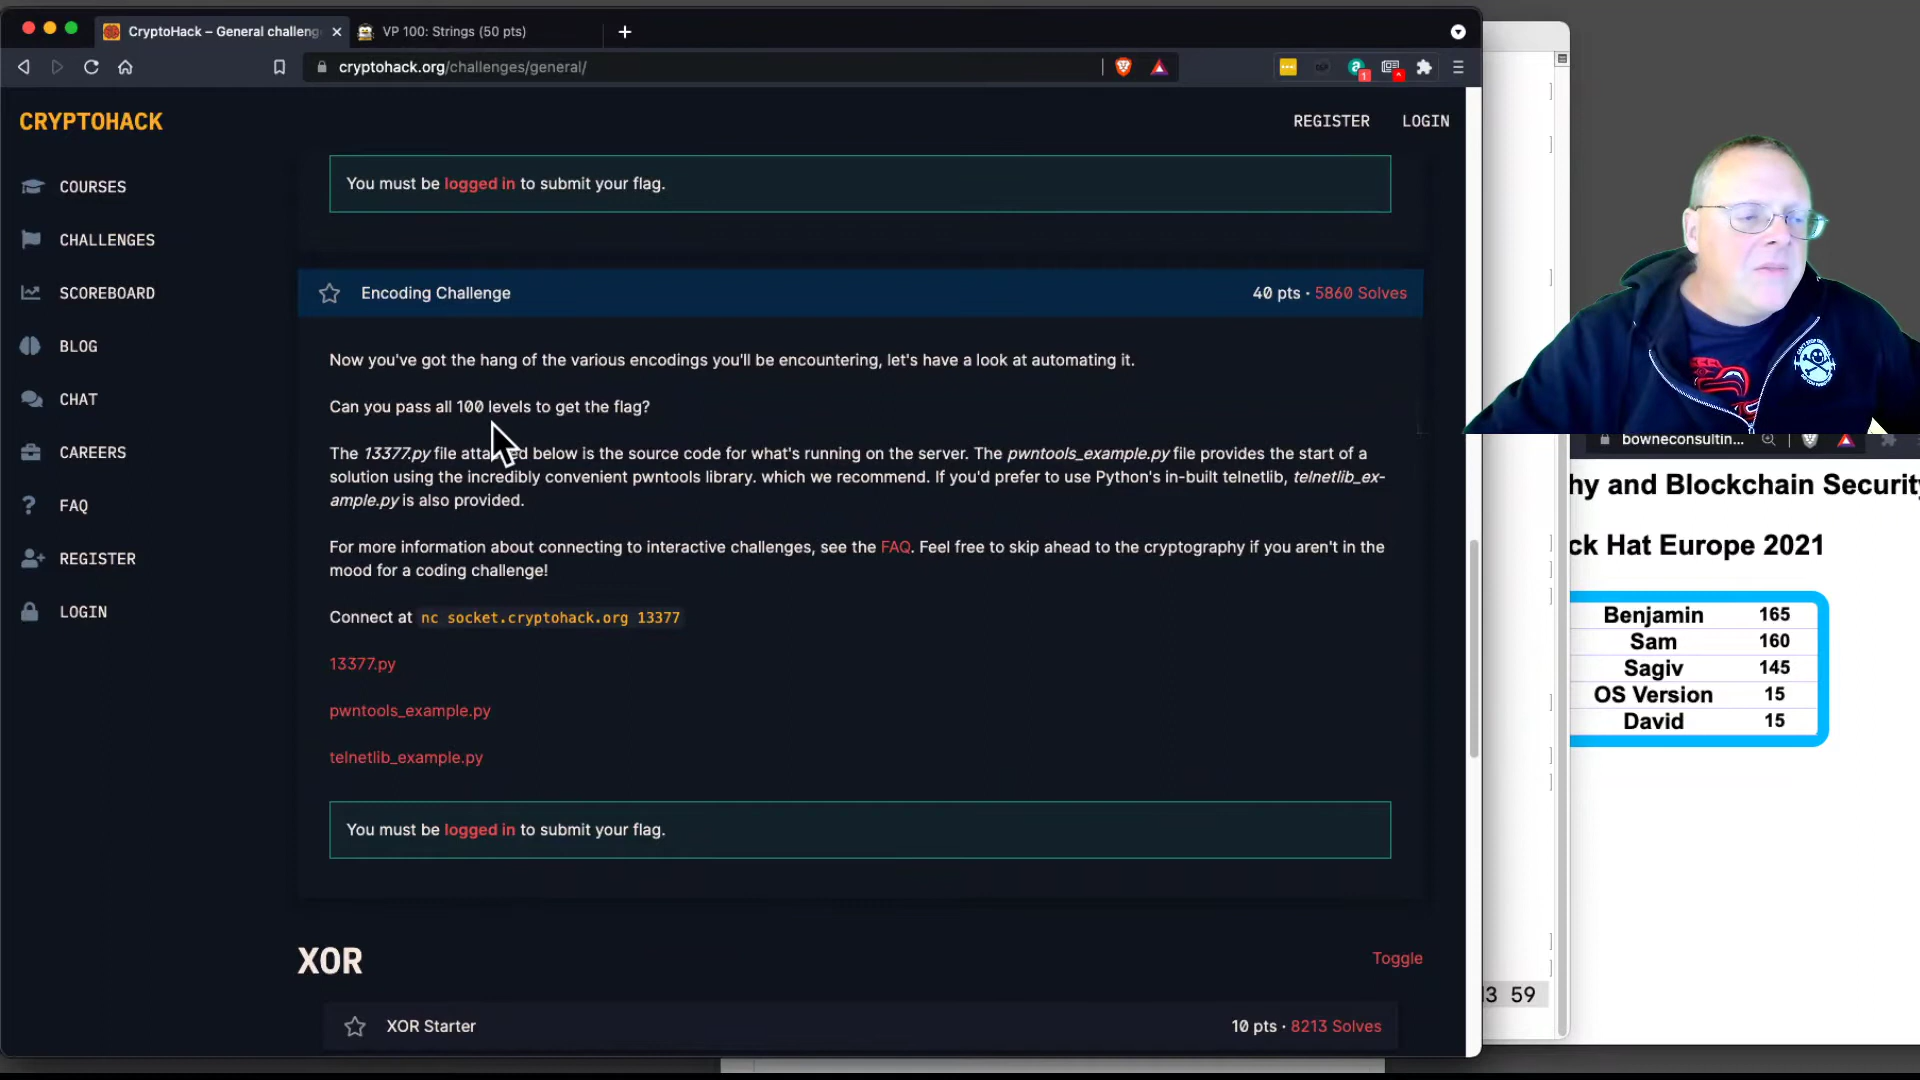 CryptoHack – General challeng
VP 100: Strings (50 pts)
cryptohack.org/challenges/general/
CRYPTOHACK
REGISTER
LOGIN
COURSES
CHALLENGES
SCOREBOARD
BLOG
CHAT
CAREERS
FAQ
REGISTER
LOGIN
You must be logged in to submit your flag.
Encoding Challenge
40 pts · 5860 Solves
Now you've got the hang of the various encodings you'll be encountering, let's have a look at automating it.
Can you pass all 100 levels to get the flag?
The 13377.py file attached below is the source code for what's running on the server. The pwntools_example.py file provides the start of a
solution using the incredibly convenient pwntools library. which we recommend. If you'd prefer to use Python's in-built telnetlib, telnetlib_ex-
ample.py is also provided.
For more information about connecting to interactive challenges, see the FAQ. Feel free to skip ahead to the cryptography if you aren't in the
mood for a coding challenge!
Connect at nc socket.cryptohack.org 13377
13377.py
pwntools_example.py
telnetlib_example.py
You must be logged in to submit your flag.
XOR
Toggle
XOR Starter
10 pts · 8213 Solves
bowneconsultin...
hy and Blockchain Security
ck Hat Europe 2021
Benjamin 165
Sam 160
Sagiv 145
OS Version 15
David 15
13 59